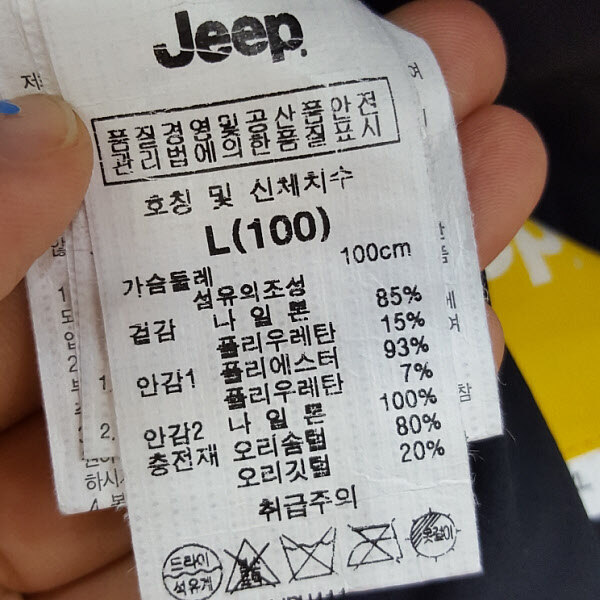 Jeep
품질경영및공산품안전
관리법에의한품질표시
호칭 및 신체치수
L(100)
가슴둘레 100cm
섬유의조성
겉감 나 일 론 85%
폴리우레탄 15%
안감1 폴리에스터 93%
폴리우레탄 7%
안감2 나 일 론 100%
충전재 오리솜털 80%
오리깃털 20%
취급주의
드라이
석유계
옷걸이